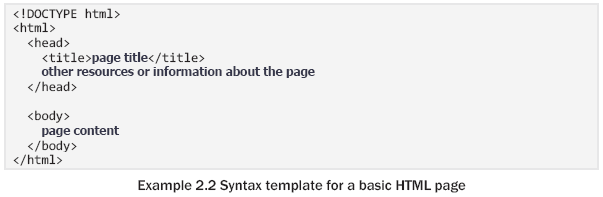 <!DOCTYPE html>
<html>
<head>
<title>page title</title>
other resources or information about the page
</head>
<body>
page content
</body>
</html>
Example 2.2 Syntax template for a basic HTML page